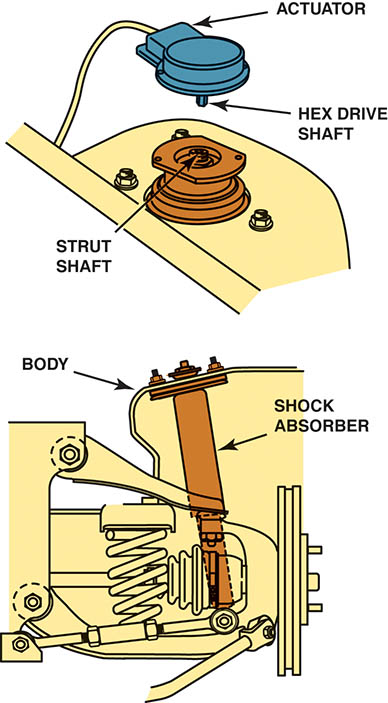 ACTUATOR
HEX DRIVE
SHAFT
STRUT
SHAFT
BODY
SHOCK
ABSORBER